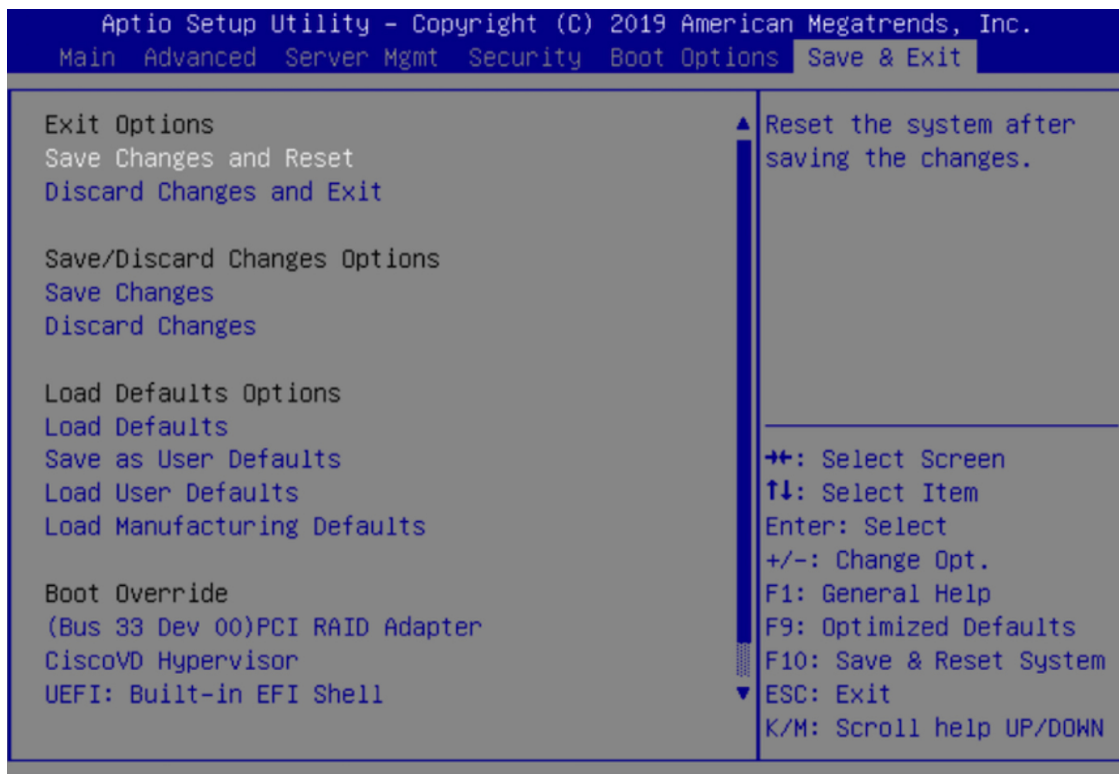 Aptio Setup Utility – Copyright (C) 2019 American Megatrends, Inc.
Main Advanced Server Mgmt Security Boot Options Save & Exit
Exit Options
Save Changes and Reset
Discard Changes and Exit
Save/Discard Changes Options
Save Changes
Discard Changes
Load Defaults Options
Load Defaults
Save as User Defaults
Load User Defaults
Load Manufacturing Defaults
Boot Override
(Bus 33 Dev 00)PCI RAID Adapter
CiscoVD Hypervisor
UEFI: Built-in EFI Shell
Reset the system after
saving the changes.
→←: Select Screen
↑↓: Select Item
Enter: Select
+/-: Change Opt.
F1: General Help
F9: Optimized Defaults
F10: Save & Reset System
ESC: Exit
K/M: Scroll help UP/DOWN